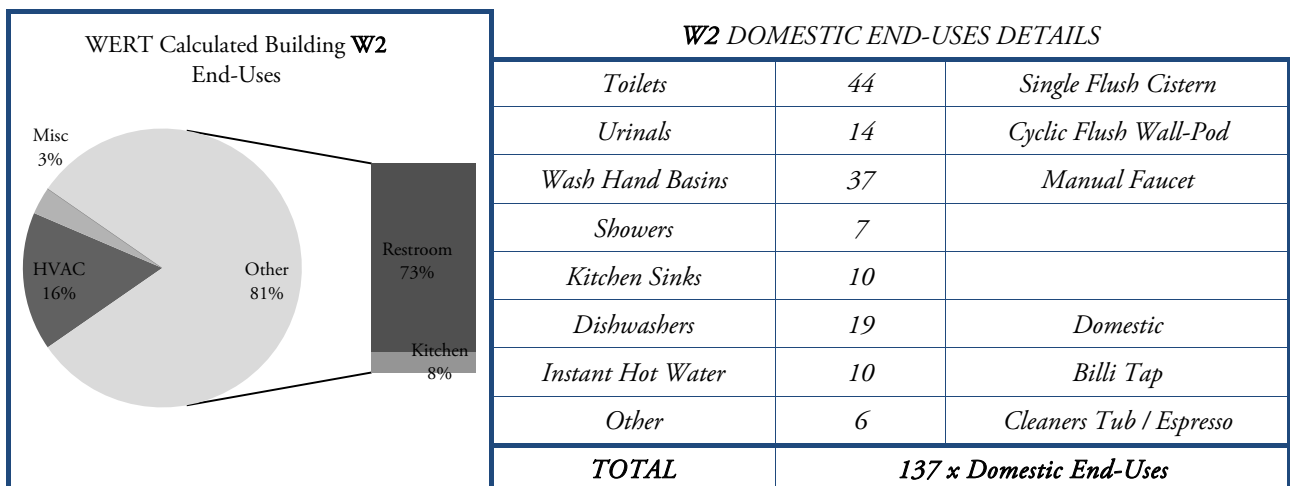 WERT Calculated Building W2
End-Uses
Misc
3%
HVAC
16%
Other
81%
Restroom
73%
Kitchen
8%
W2 DOMESTIC END-USES DETAILS
Toilets 44 Single Flush Cistern
Urinals 14 Cyclic Flush Wall-Pod
Wash Hand Basins 37 Manual Faucet
Showers 7
Kitchen Sinks 10
Dishwashers 19 Domestic
Instant Hot Water 10 Billi Tap
Other 6 Cleaners Tub / Espresso
TOTAL 137 x Domestic End-Uses